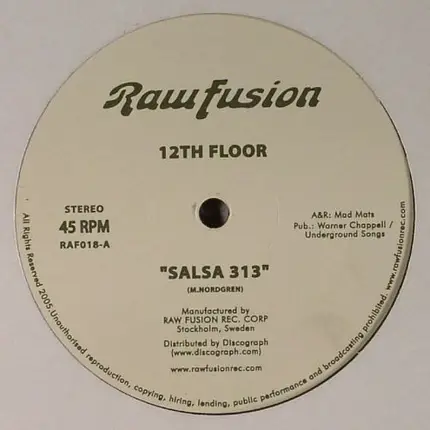 Raw Fusion
12TH FLOOR
STEREO
45 RPM
RAF018-A
A&R: Mad Mats
Pub.: Warner Chappell /
Underground Songs
"SALSA 313"
(M.NORDGREN)
Manufactured by
RAW FUSION REC. CORP
Stockholm, Sweden
Distributed by Discograph
(www.discograph.com)
www.rawfusionrec.com
All Rights Reserved 2005.Unauthorised reproduction, copying, hiring, lending, public performance and broadcasting prohibited. www.rawfusionrec.com